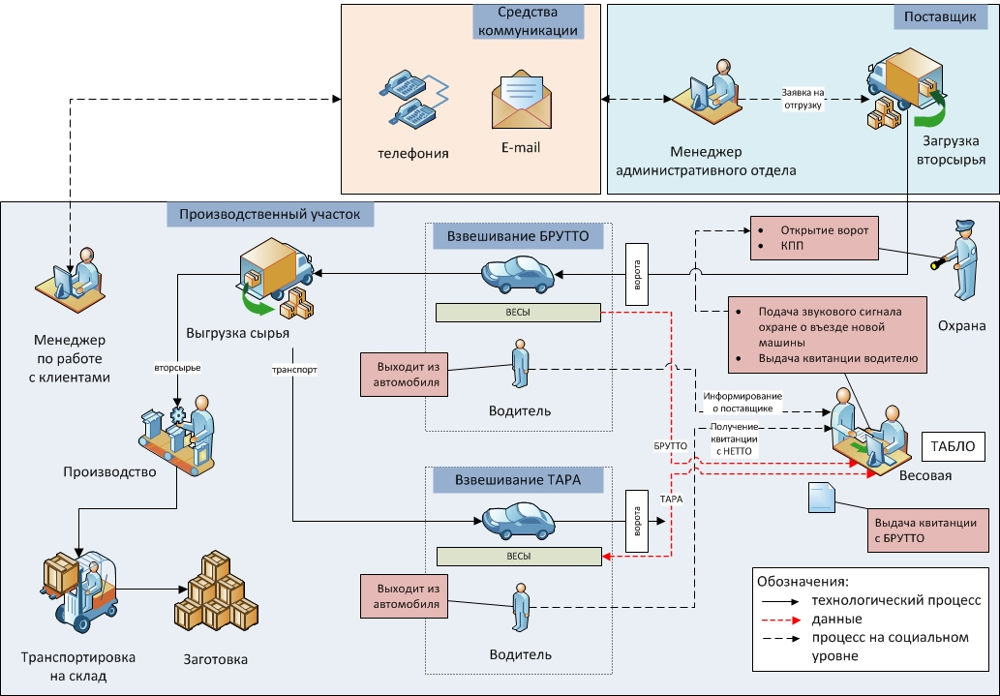 Средства
коммуникации
телефония
E-mail
Поставщик
Заявка на
отгрузку
Менеджер
административного отдела
Загрузка
вторсырья
Производственный участок
Менеджер
по работе
с клиентами
Выгрузка сырья
вторсырье
транспорт
Производство
Транспортировка
на склад
Заготовка
Взвешивание БРУТТО
ВЕСЫ
Выходит из
автомобиля
Водитель
ворота
Взвешивание ТАРА
ВЕСЫ
Выходит из
автомобиля
Водитель
ворота
• Открытие ворот
• КПП
Охрана
• Подача звукового сигнала
охране о въезде новой
машины
• Выдача квитанции водителю
Информирование
о поставщике
Получение
квитанции
с НЕТТО
БРУТТО
ТАРА
ТАБЛО
Весовая
Выдача квитанции
с БРУТТО
Обозначения:
технологический процесс
данные
процесс на социальном
уровне